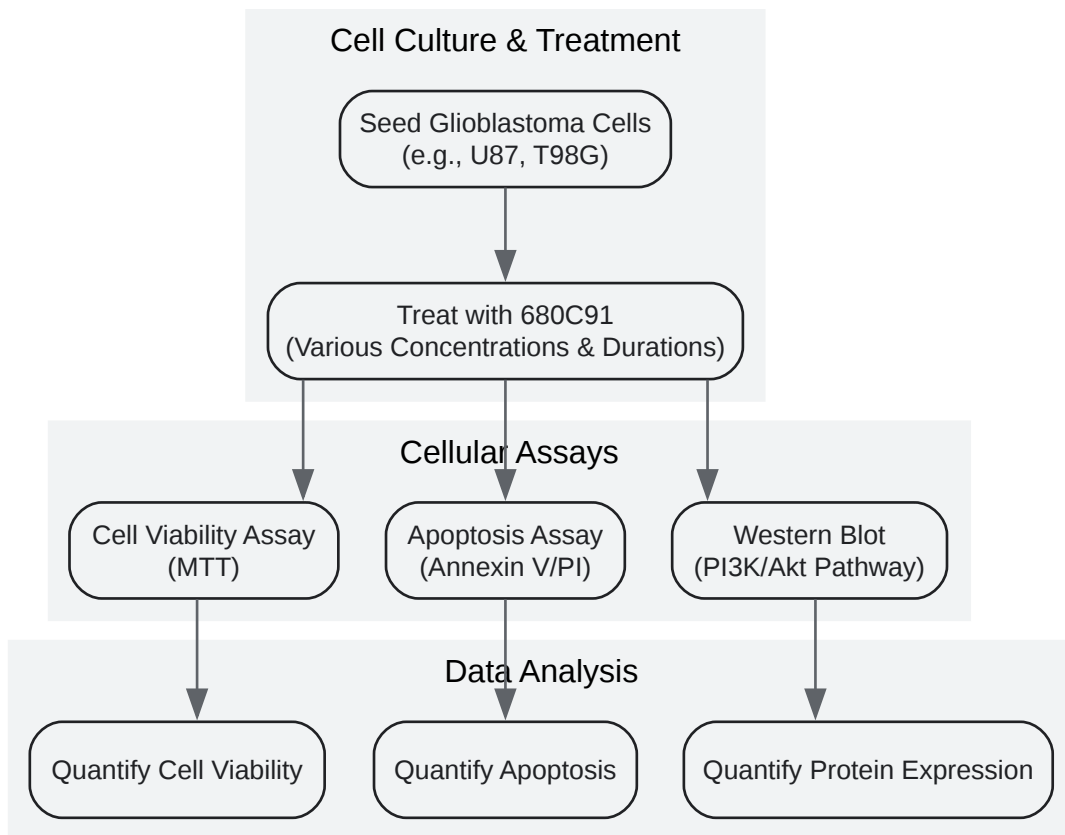 Cell Culture & Treatment
Seed Glioblastoma Cells
(e.g., U87, T98G)
Treat with 680C91
(Various Concentrations & Durations)
Cellular Assays
Cell Viability Assay
(MTT)
Apoptosis Assay
(Annexin V/PI)
Western Blot
(PI3K/Akt Pathway)
Data Analysis
Quantify Cell Viability
Quantify Apoptosis
Quantify Protein Expression